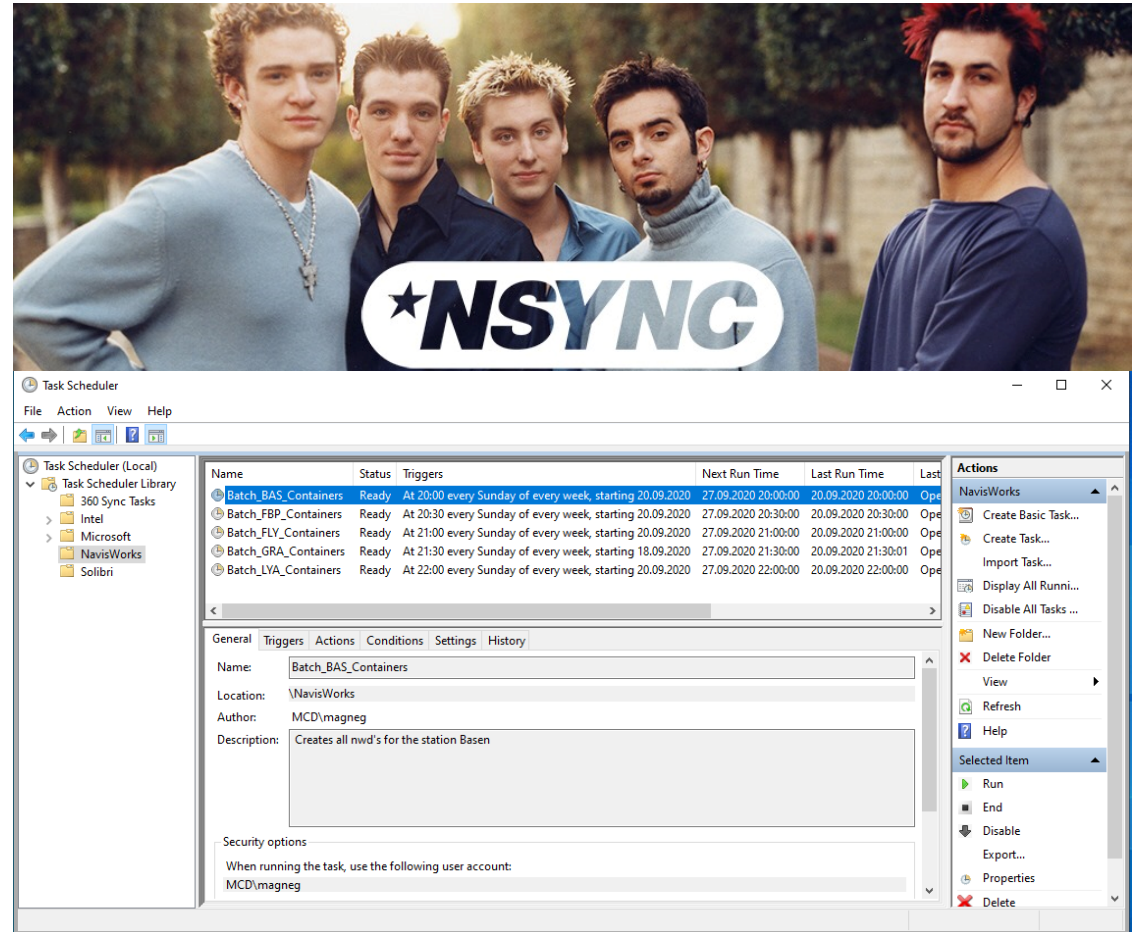 *NSYNC
Task Scheduler
File Action View Help
Task Scheduler (Local)
Task Scheduler Library
360 Sync Tasks
Intel
Microsoft
NavisWorks
Solibri
Name Status Triggers Next Run Time Last Run Time Last
Batch_BAS_Containers Ready At 20:00 every Sunday of every week, starting 20.09.2020 27.09.2020 20:00:00 20.09.2020 20:00:00 Ope
Batch_FBP_Containers Ready At 20:30 every Sunday of every week, starting 20.09.2020 27.09.2020 20:30:00 20.09.2020 20:30:00 Ope
Batch_FLY_Containers Ready At 21:00 every Sunday of every week, starting 20.09.2020 27.09.2020 21:00:00 20.09.2020 21:00:00 Ope
Batch_GRA_Containers Ready At 21:30 every Sunday of every week, starting 18.09.2020 27.09.2020 21:30:00 20.09.2020 21:30:01 Ope
Batch_LYA_Containers Ready At 22:00 every Sunday of every week, starting 20.09.2020 27.09.2020 22:00:00 20.09.2020 22:00:00 Ope
General Triggers Actions Conditions Settings History
Name: Batch_BAS_Containers
Location: \NavisWorks
Author: MCD\magneg
Description: Creates all nwd's for the station Basen
Security options
When running the task, use the following user account:
MCD\magneg
Actions
NavisWorks
Create Basic Task...
Create Task...
Import Task...
Display All Runni...
Disable All Tasks ...
New Folder...
Delete Folder
View
Refresh
Help
Selected Item
Run
End
Disable
Export...
Properties
Delete